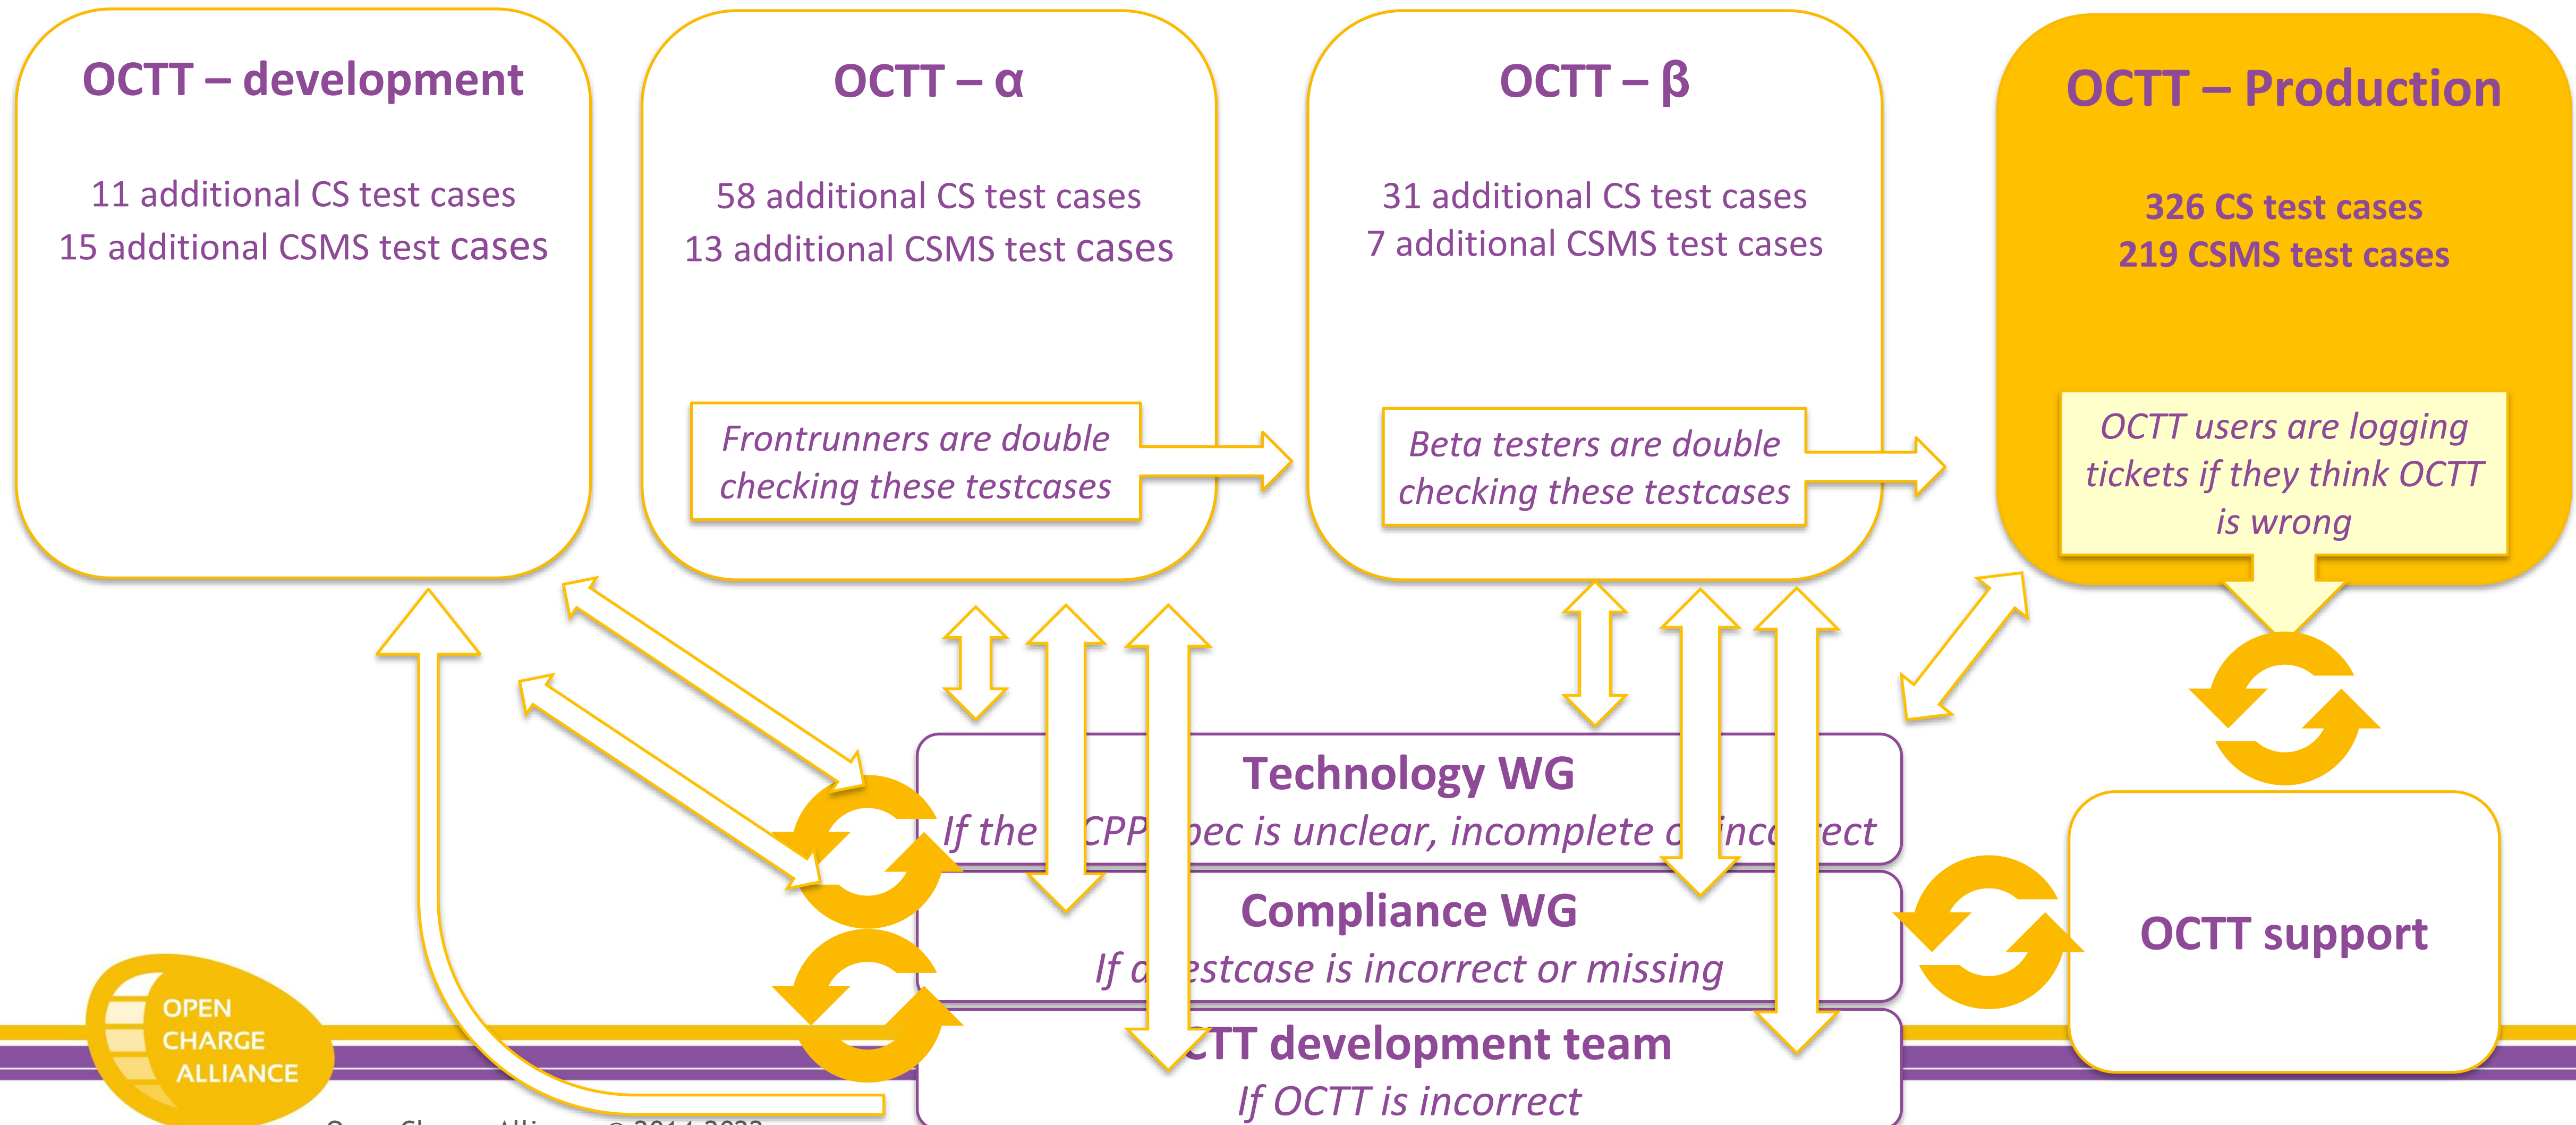 OCTT – development
11 additional CS test cases
15 additional CSMS test cases
OCTT – α
58 additional CS test cases
13 additional CSMS test cases
Frontrunners are double
checking these testcases
OCTT – β
31 additional CS test cases
7 additional CSMS test cases
Beta testers are double
checking these testcases
OCTT – Production
326 CS test cases
219 CSMS test cases
OCTT users are logging
tickets if they think OCTT
is wrong
Technology WG
If the is unclear, incomplete
Compliance WG
If is incorrect or missing
development team
If OCTT is incorrect
OCTT support
OPEN
CHARGE
ALLIANCE